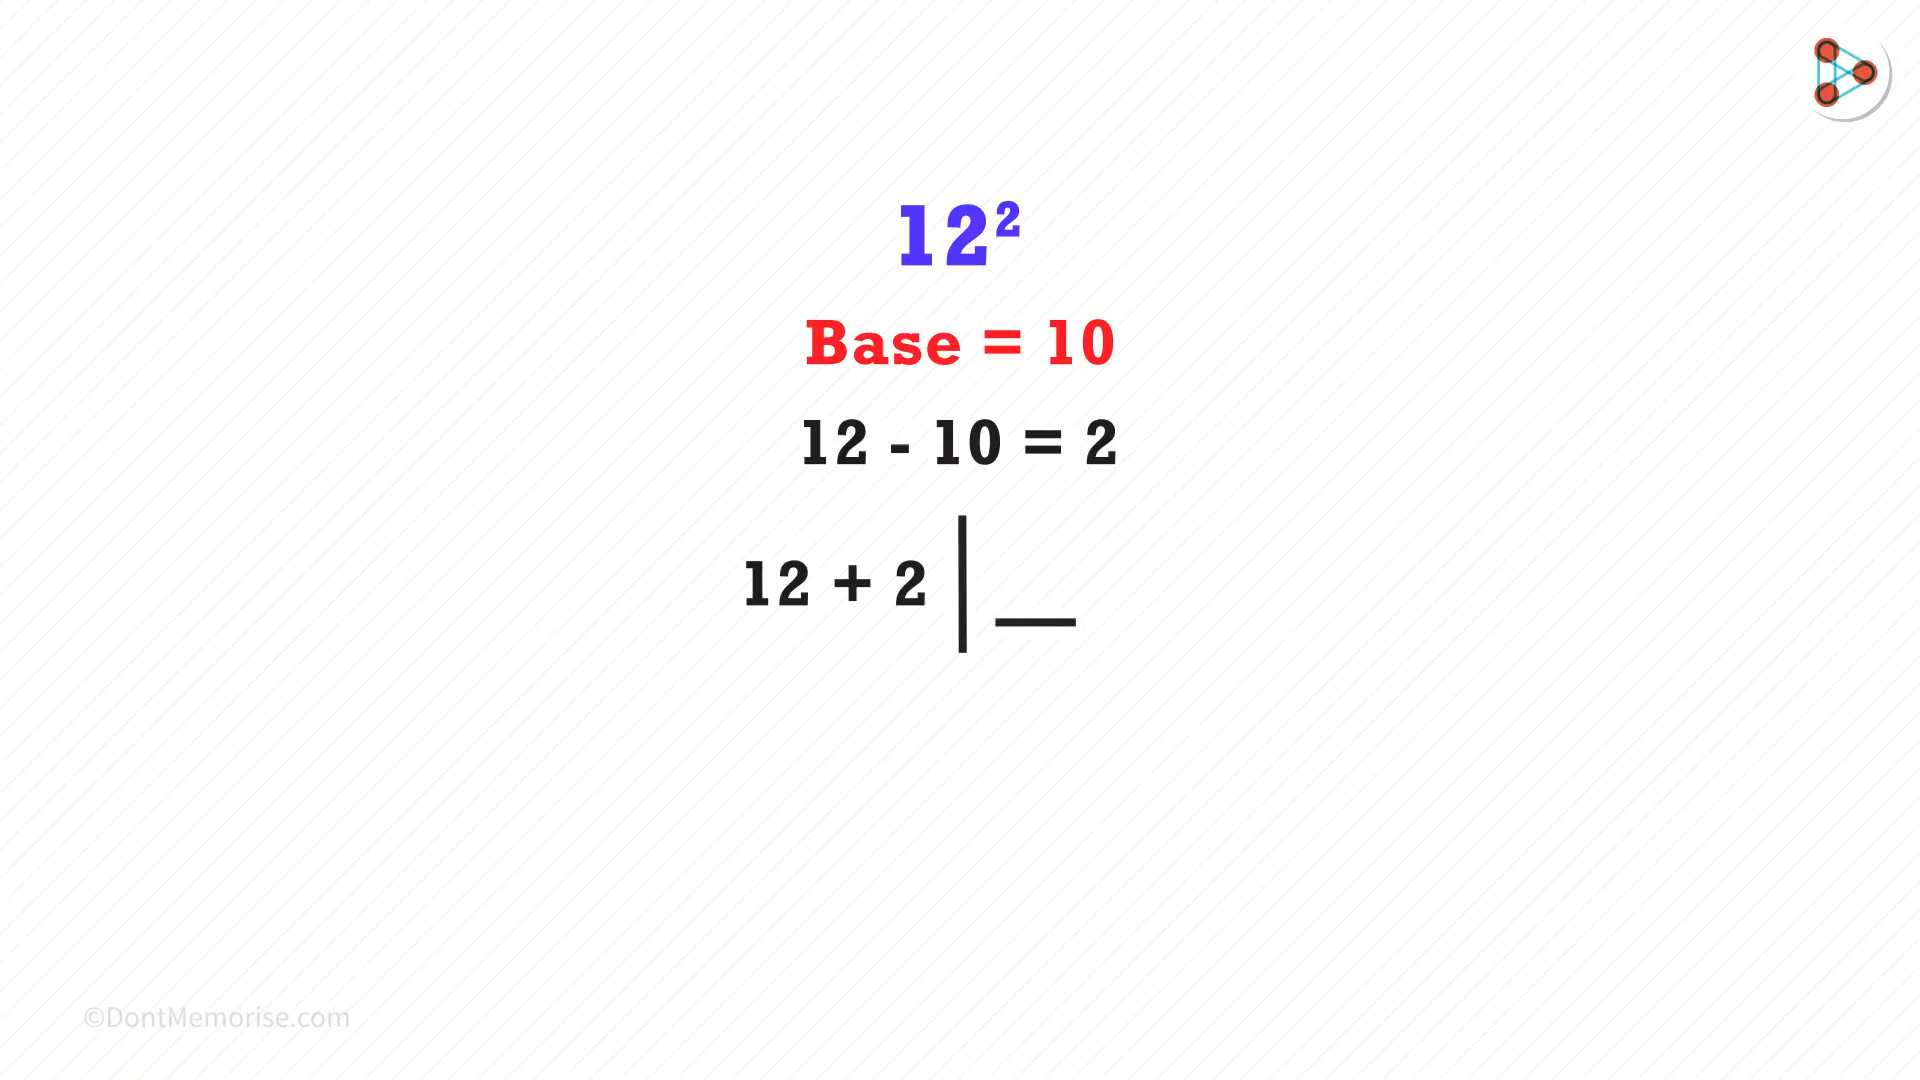 12²
Base = 10
12 - 10 = 2
12 + 2 | __
©DontMemorise.com